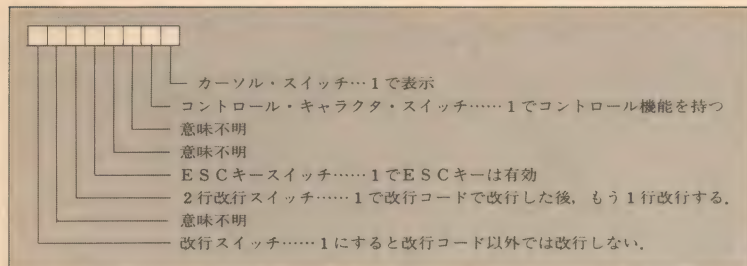 カーソル・スイッチ…1で表示
コントロール・キャラクタ・スイッチ……1でコントロール機能を持つ
意味不明
意味不明
ESCキースイッチ……1でESCキーは有効
2行改行スイッチ……1で改行コードで改行した後，もう1行改行する．
意味不明
改行スイッチ……1にすると改行コード以外では改行しない．